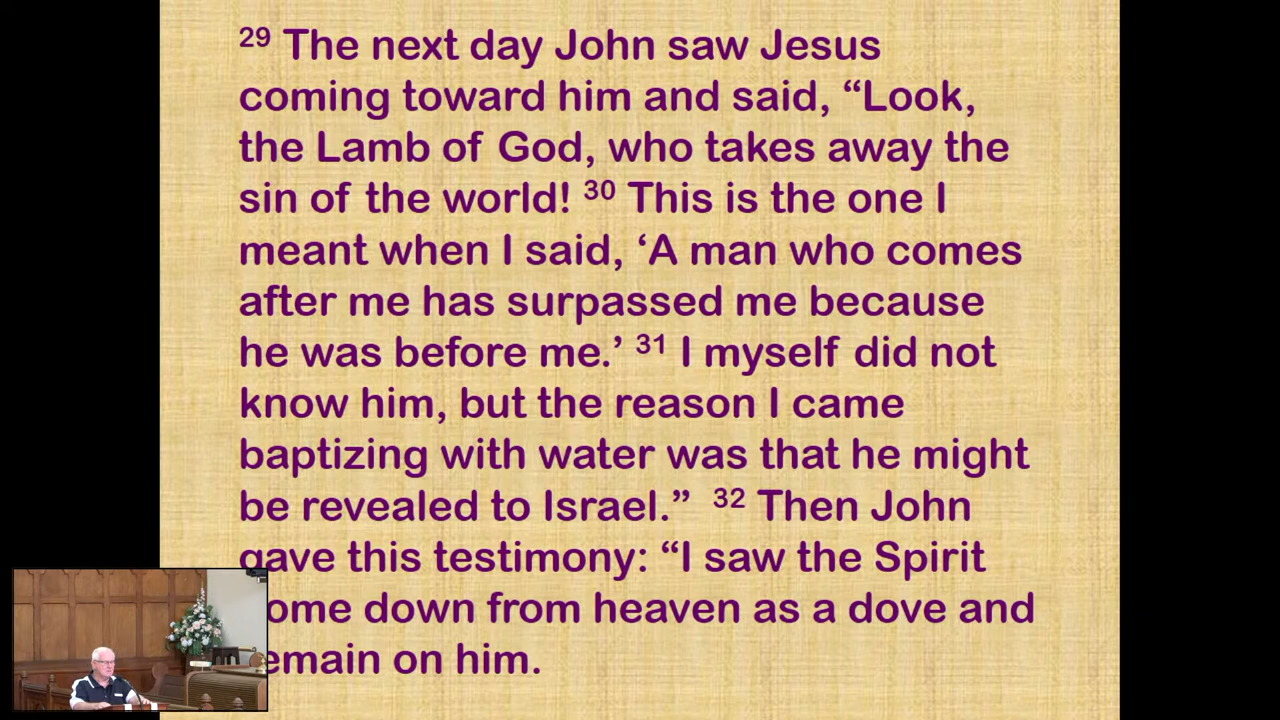 29 The next day John saw Jesus
coming toward him and said, “Look,
the Lamb of God, who takes away the
sin of the world! 30 This is the one I
meant when I said, ‘A man who comes
after me has surpassed me because
he was before me.’ 31 I myself did not
know him, but the reason I came
baptizing with water was that he might
be revealed to Israel.” 32 Then John
gave this testimony: “I saw the Spirit
ome down from heaven as a dove and
emain on him.